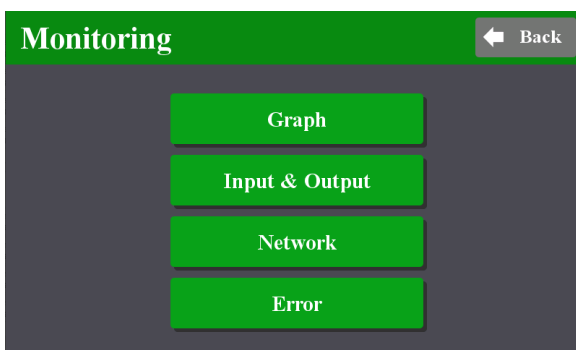 Monitoring
Back
Graph
Input & Output
Network
Error